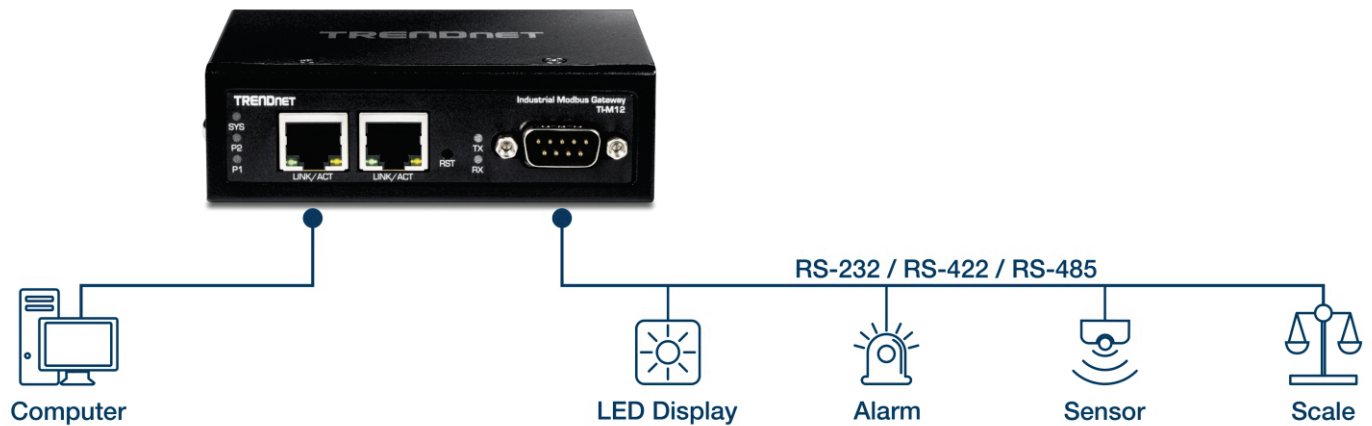 TRENDNET
TRENDNET
Industrial Modbus Gateway
TI-M12
SYS
P2
P1
LINK/ACT
LINK/ACT
RST
TX
RX
RS-232 / RS-422 / RS-485
Computer
LED Display
Alarm
Sensor
Scale